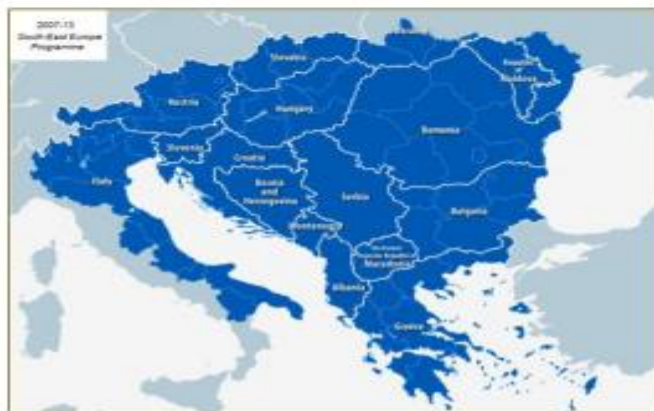 2007-13
South-East Europe
Programme
Slovakia
Republic
of
Moldova
Austria
Hungary
Romania
Slovenia
Croatia
Italy
Bosnia
and
Herzegovina
Serbia
Bulgaria
Montenegro
Macedonia
Albania
Greece